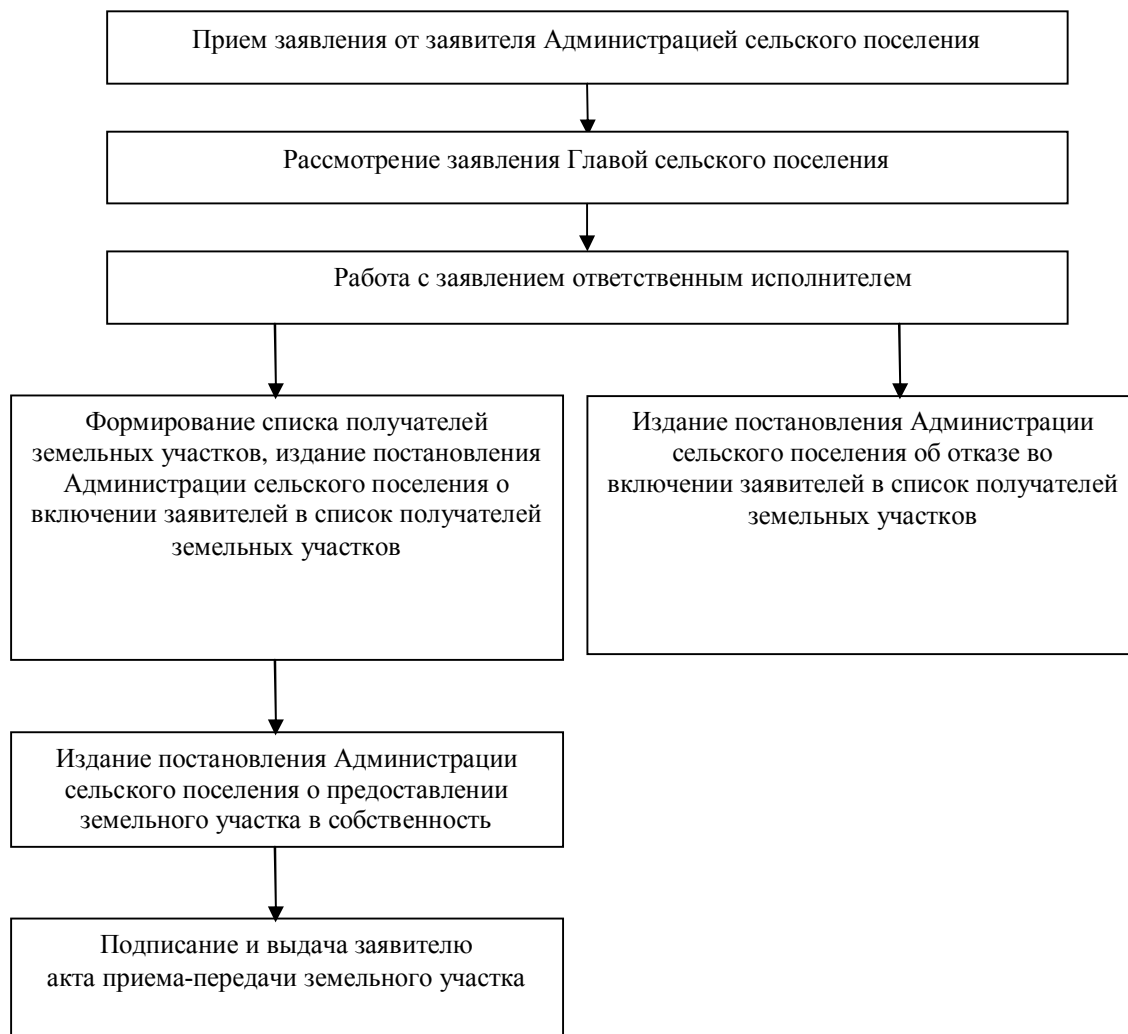 Прием заявления от заявителя Администрацией сельского поселения
Рассмотрение заявления Главой сельского поселения
Работа с заявлением ответственным исполнителем
Формирование списка получателей
земельных участков, издание постановления
Администрации сельского поселения о
включении заявителей в список получателей
земельных участков
Издание постановления Администрации
сельского поселения об отказе во
включении заявителей в список получателей
земельных участков
Издание постановления Администрации
сельского поселения о предоставлении
земельного участка в собственность
Подписание и выдача заявителю
акта приема-передачи земельного участка